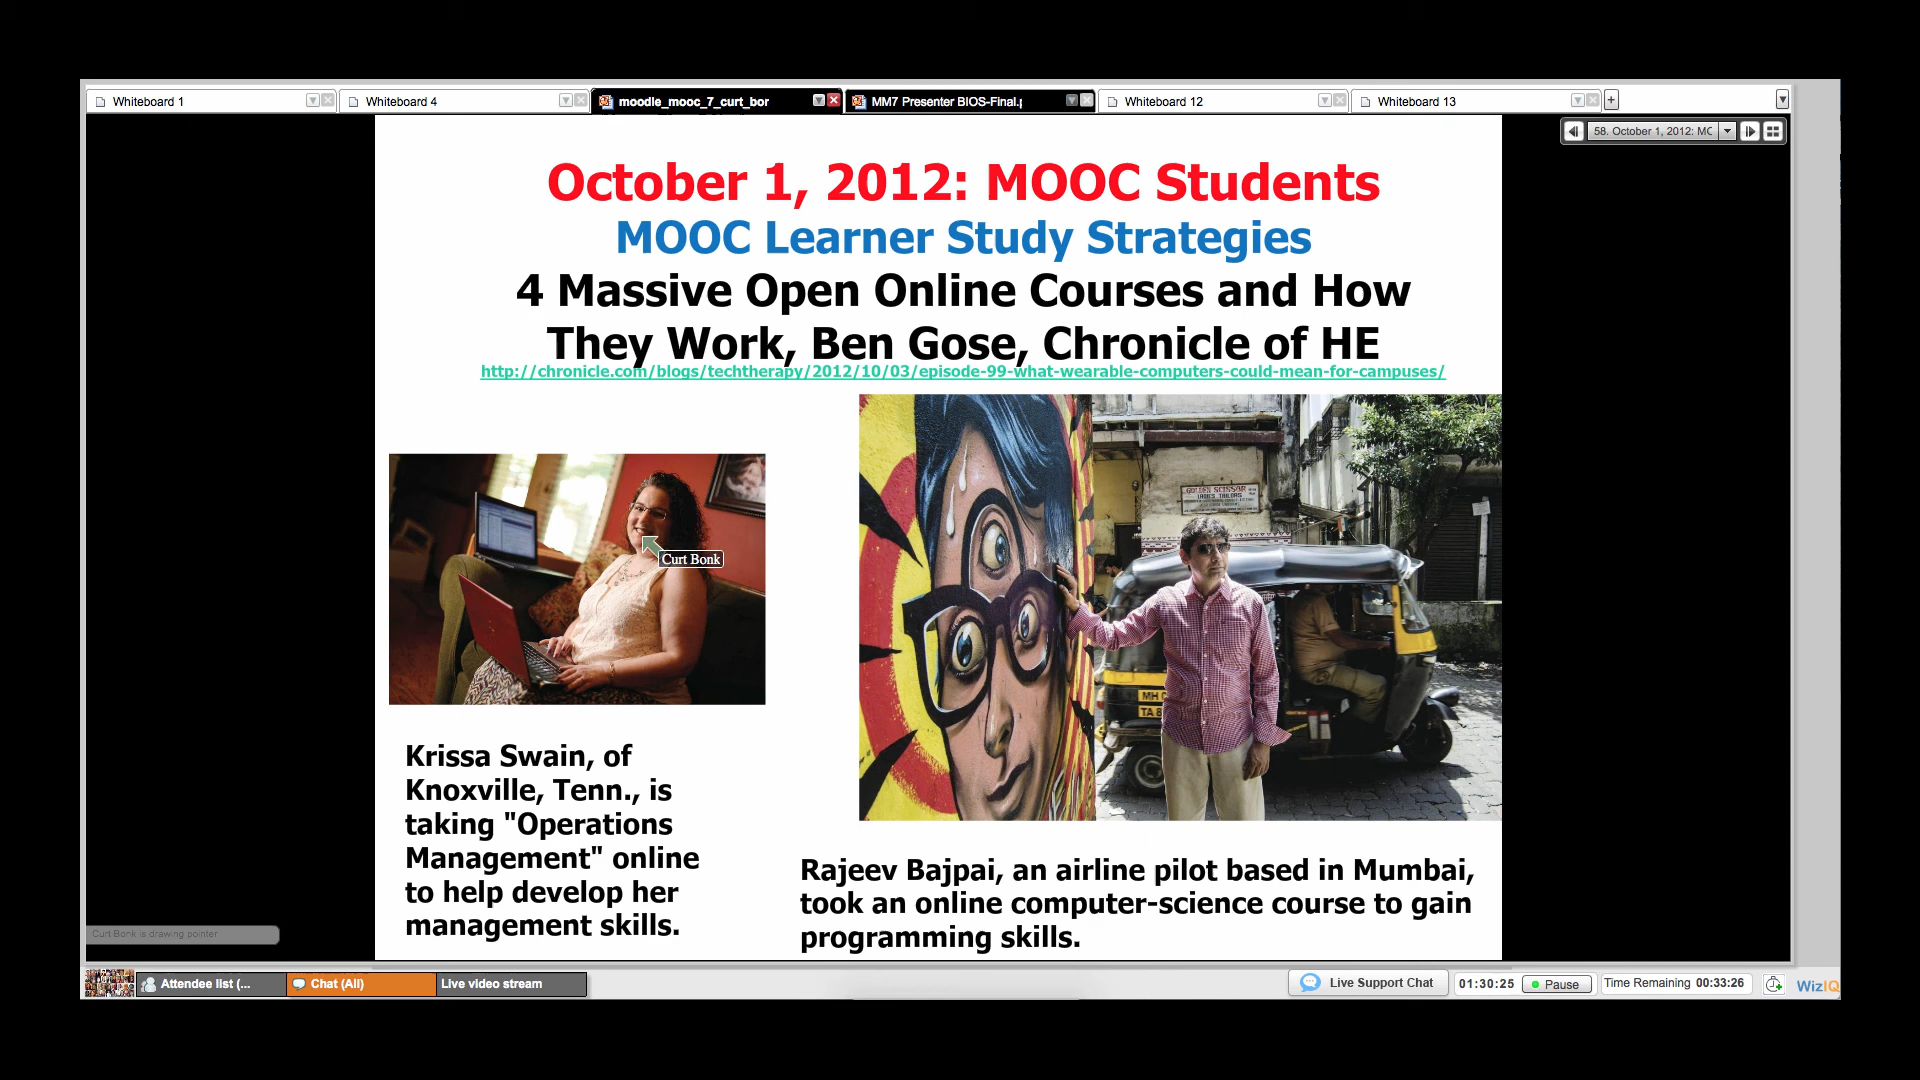 Whiteboard 1
Whiteboard 4
moodle_mooc_7_curt_bor
MM7 Presenter BIOS-Final.p
Whiteboard 12
Whiteboard 13
58. October 1, 2012: MC
October 1, 2012: MOOC Students
MOOC Learner Study Strategies
4 Massive Open Online Courses and How
They Work, Ben Gose, Chronicle of HE
http://chronicle.com/blogs/techtherapy/2012/10/03/episode-99-what-wearable-computers-could-mean-for-campuses/
GOLDEN SCISSOR
Curt Bonk
MH
TA 8
Krissa Swain, of
Knoxville, Tenn., is
taking "Operations
Management" online
to help develop her
management skills.
Rajeev Bajpai, an airline pilot based in Mumbai,
took an online computer-science course to gain
programming skills.
Curt Bonk is drawing pointer
Attendee list (...
Chat (All)
Live video stream
Live Support Chat
01:30:25
Pause
Time Remaining 00:33:26
WizIQ